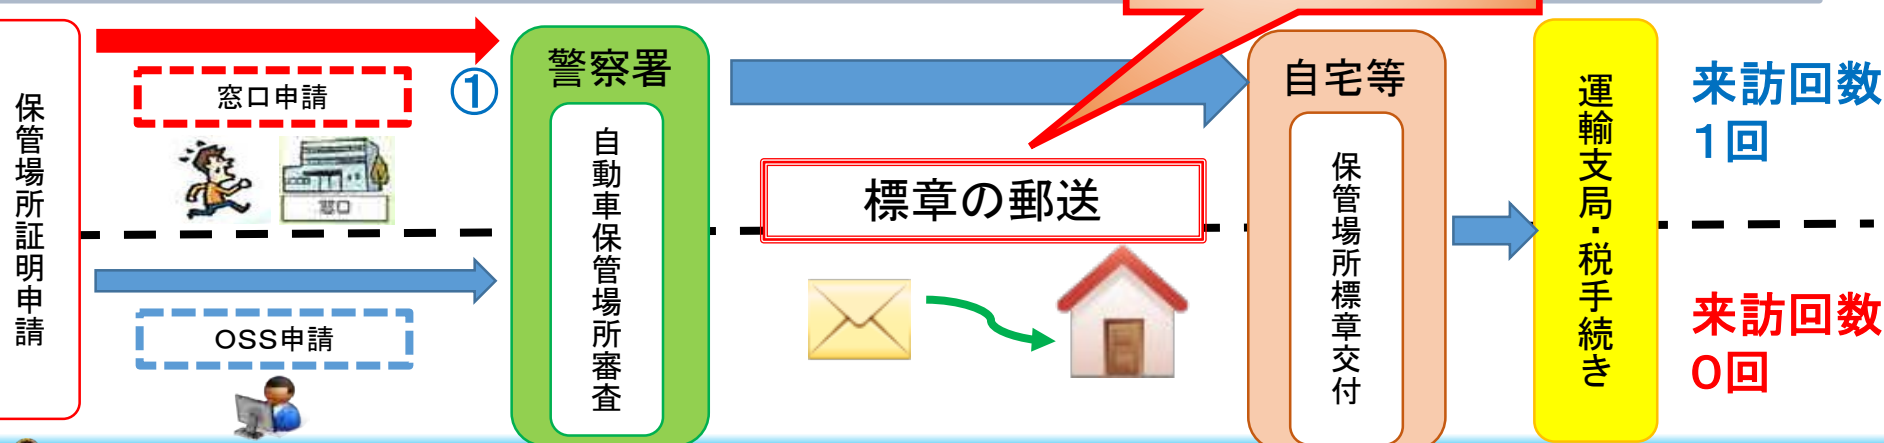 保管場所証明申請
窓口申請
①
窓口
OSS申請
警察署
自動車保管場所審査
標章の郵送
自宅等
保管場所標章交付
運輸支局・税手続き
来訪回数
1回
来訪回数
0回